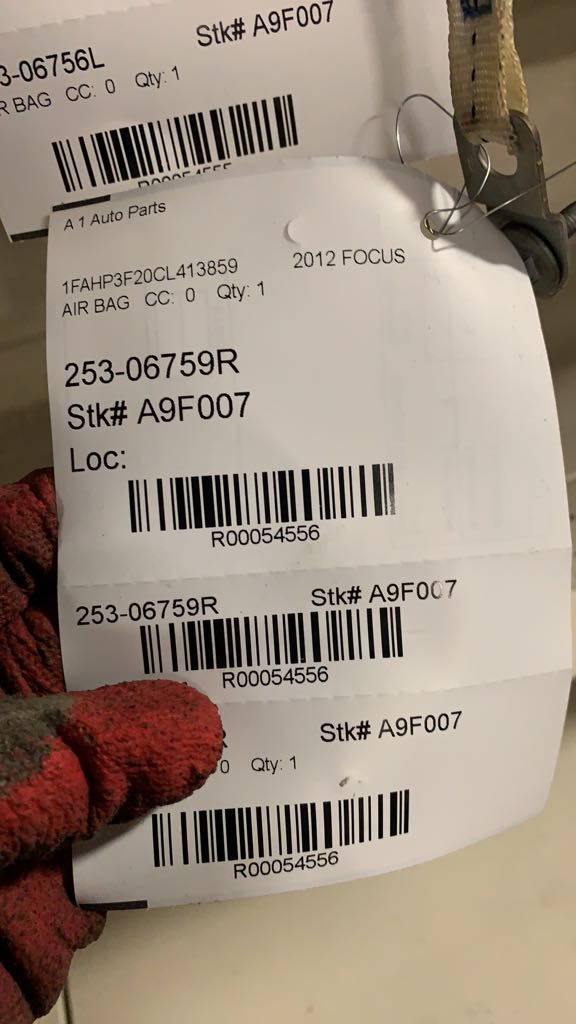 Stk# A9F007
3-06756L
R BAG CC: 0 Qty: 1
A 1 Auto Parts
1FAHP3F20CL413859 2012 FOCUS
AIR BAG CC: 0 Qty: 1
253-06759R
Stk# A9F007
Loc:
R00054556
253-06759R Stk# A9F007
R00054556
Stk# A9F007
0 Qty: 1
R00054556